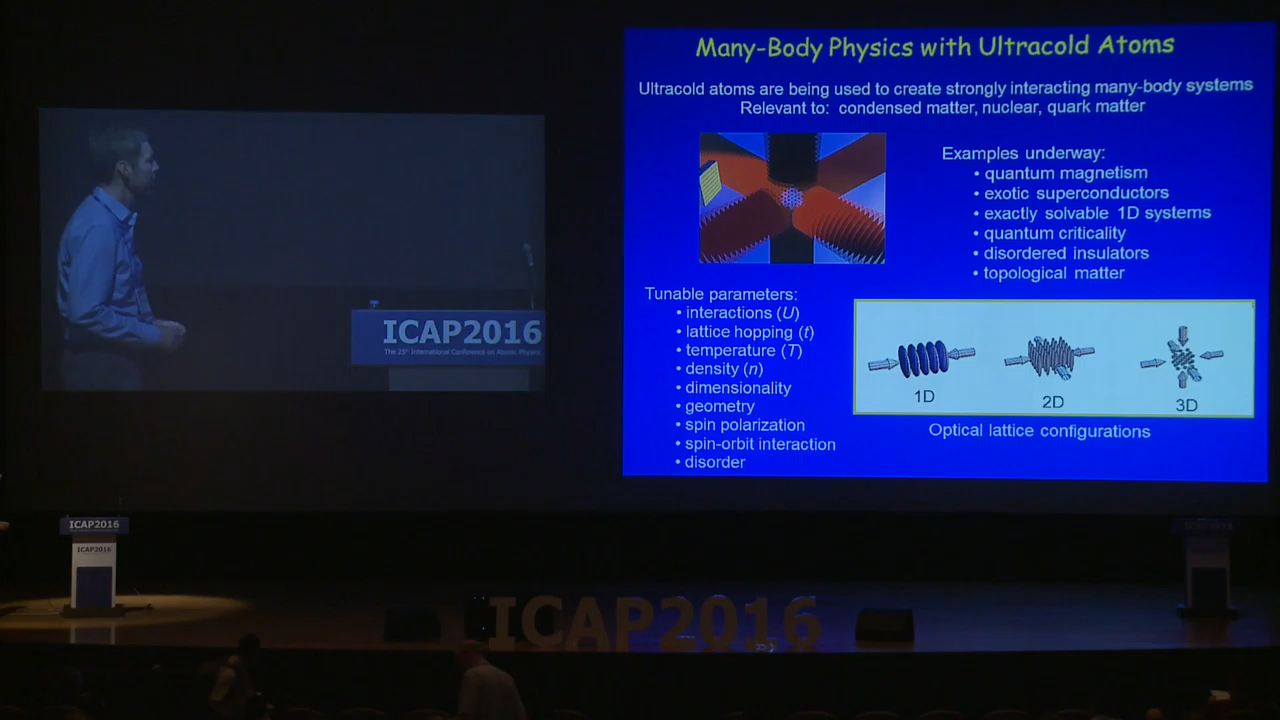 Many-Body Physics with Ultracold Atoms
Ultracold atoms are being used to create strongly interacting many-body systems
Relevant to: condensed matter, nuclear, quark matter
Examples underway:
• quantum magnetism
• exotic superconductors
• exactly solvable 1D systems
• quantum criticality
• disordered insulators
• topological matter
Tunable parameters:
• interactions (U)
• lattice hopping (t)
• temperature (T)
• density (n)
• dimensionality
• geometry
• spin polarization
• spin-orbit interaction
• disorder
1D
2D
3D
Optical lattice configurations
ICAP2016
The 25th International Conference on Atomic Physics
ICAP2016
ICAP2016
ICAP2016
ICAP2016